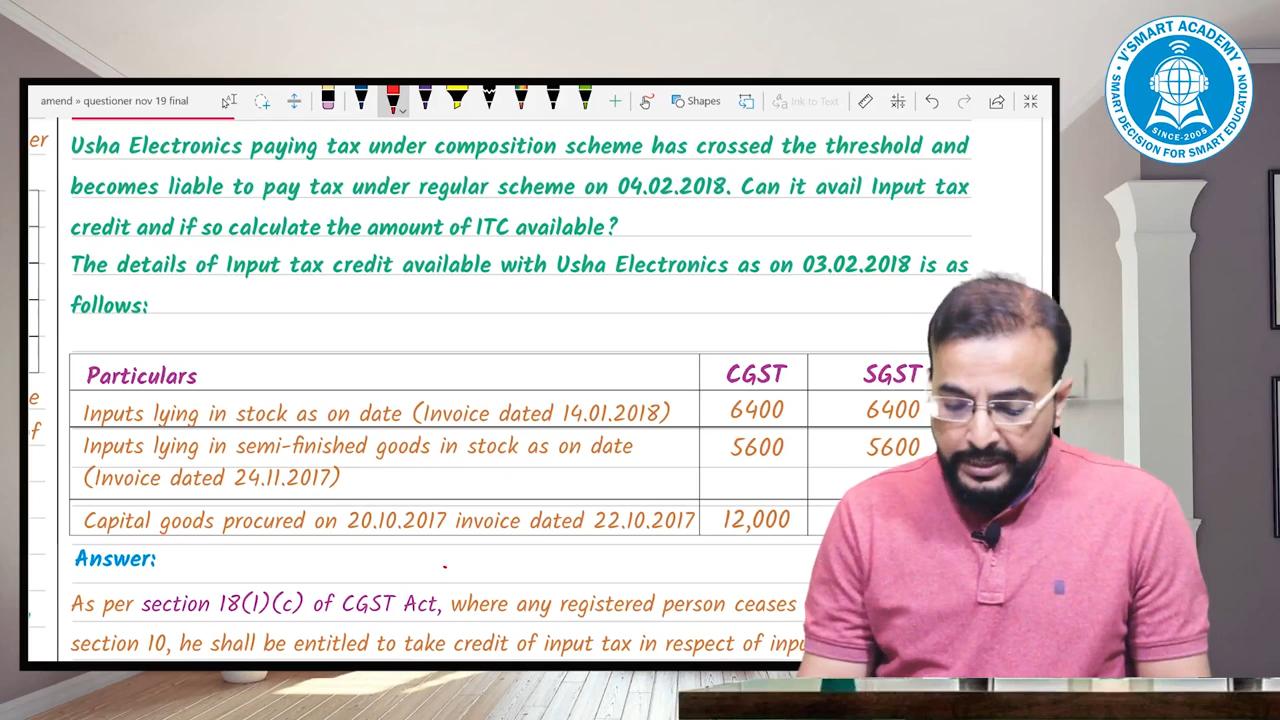 V'SMART ACADEMY
SMART DECISION FOR SMART EDUCATION
SINCE-2005
amend » questioner nov 19 final
Shapes
Ink to Text
er
Usha Electronics paying tax under composition scheme has crossed the threshold and
becomes liable to pay tax under regular scheme on 04.02.2018. Can it avail Input tax
credit and if so calculate the amount of ITC available?
The details of Input tax credit available with Usha Electronics as on 03.02.2018 is as
follows:
Particulars CGST SGST
Inputs lying in stock as on date (Invoice dated 14.01.2018) 6400 6400
e
Inputs lying in semi-finished goods in stock as on date 5600 5600
f
(Invoice dated 24.11.2017)
Capital goods procured on 20.10.2017 invoice dated 22.10.2017 12,000
Answer:
As per section 18(1)(c) of CGST Act, where any registered person ceases
section 10, he shall be entitled to take credit of input tax in respect of inpu